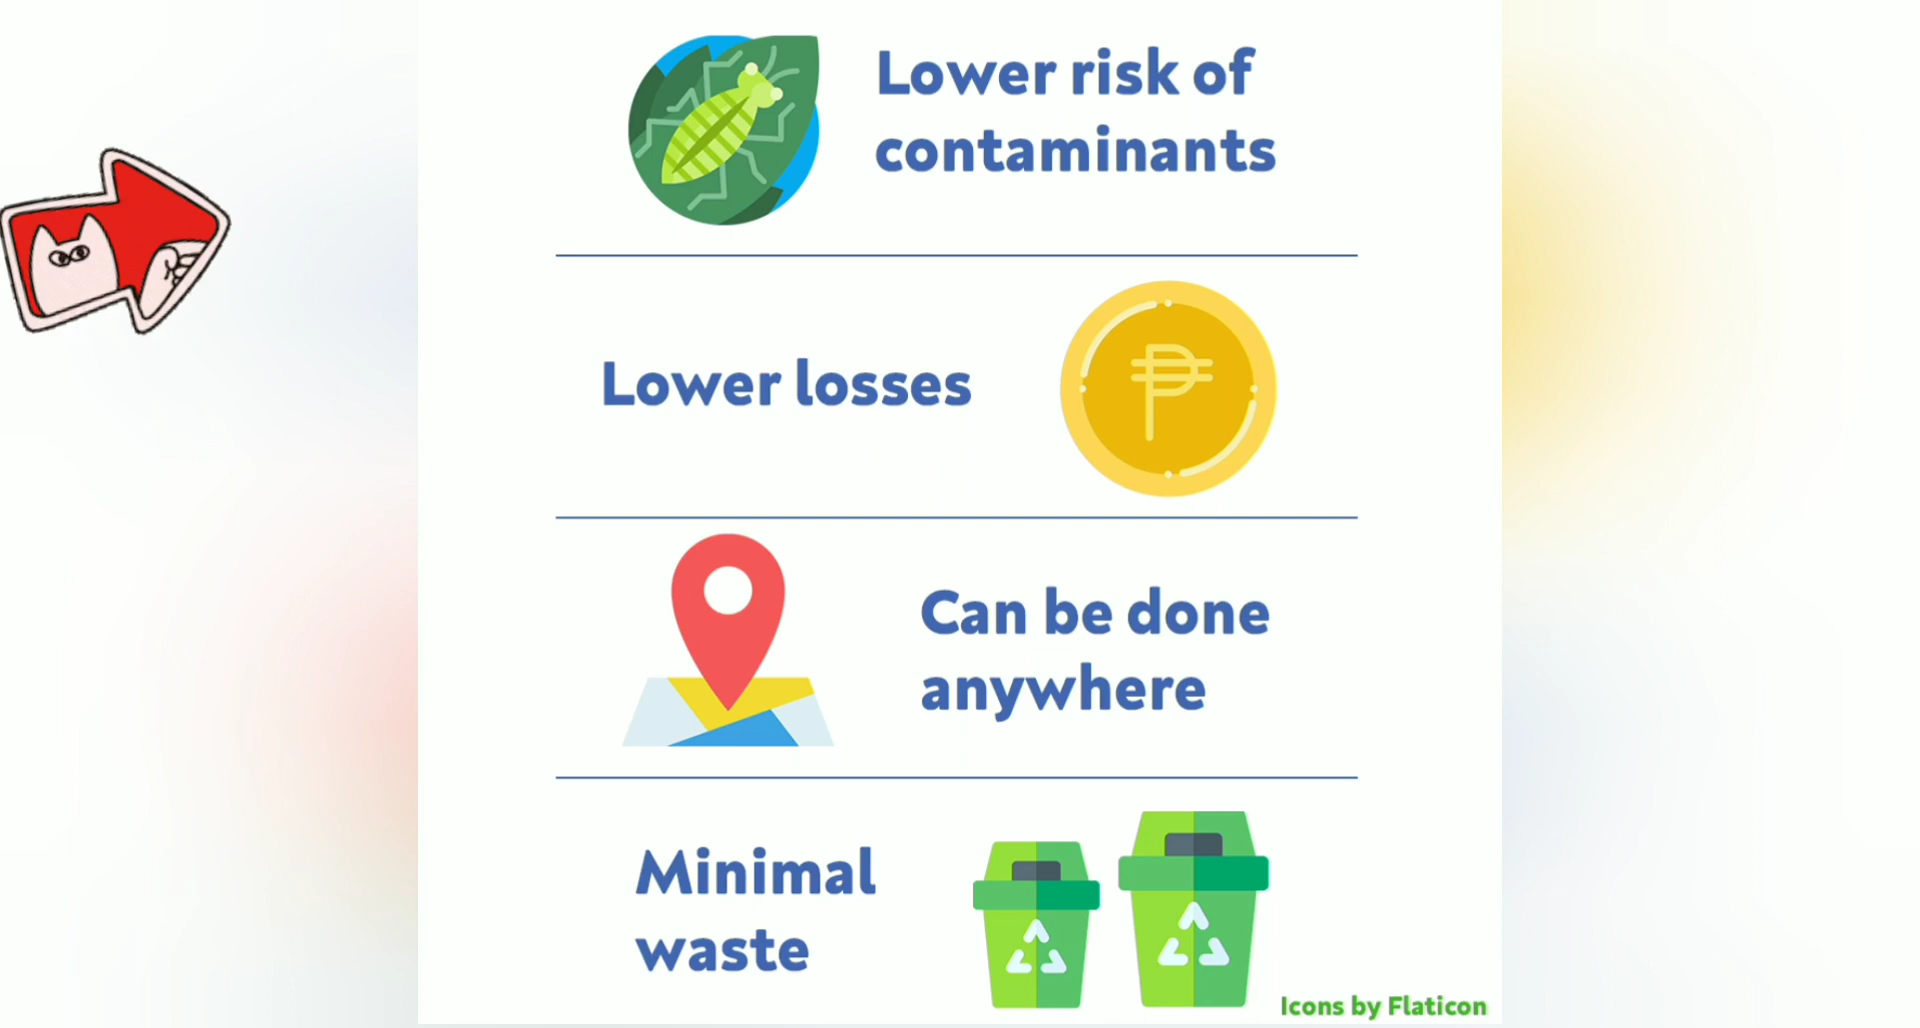 Lower risk of
contaminants
Lower losses
Can be done
anywhere
Minimal
waste
Icons by Flaticon